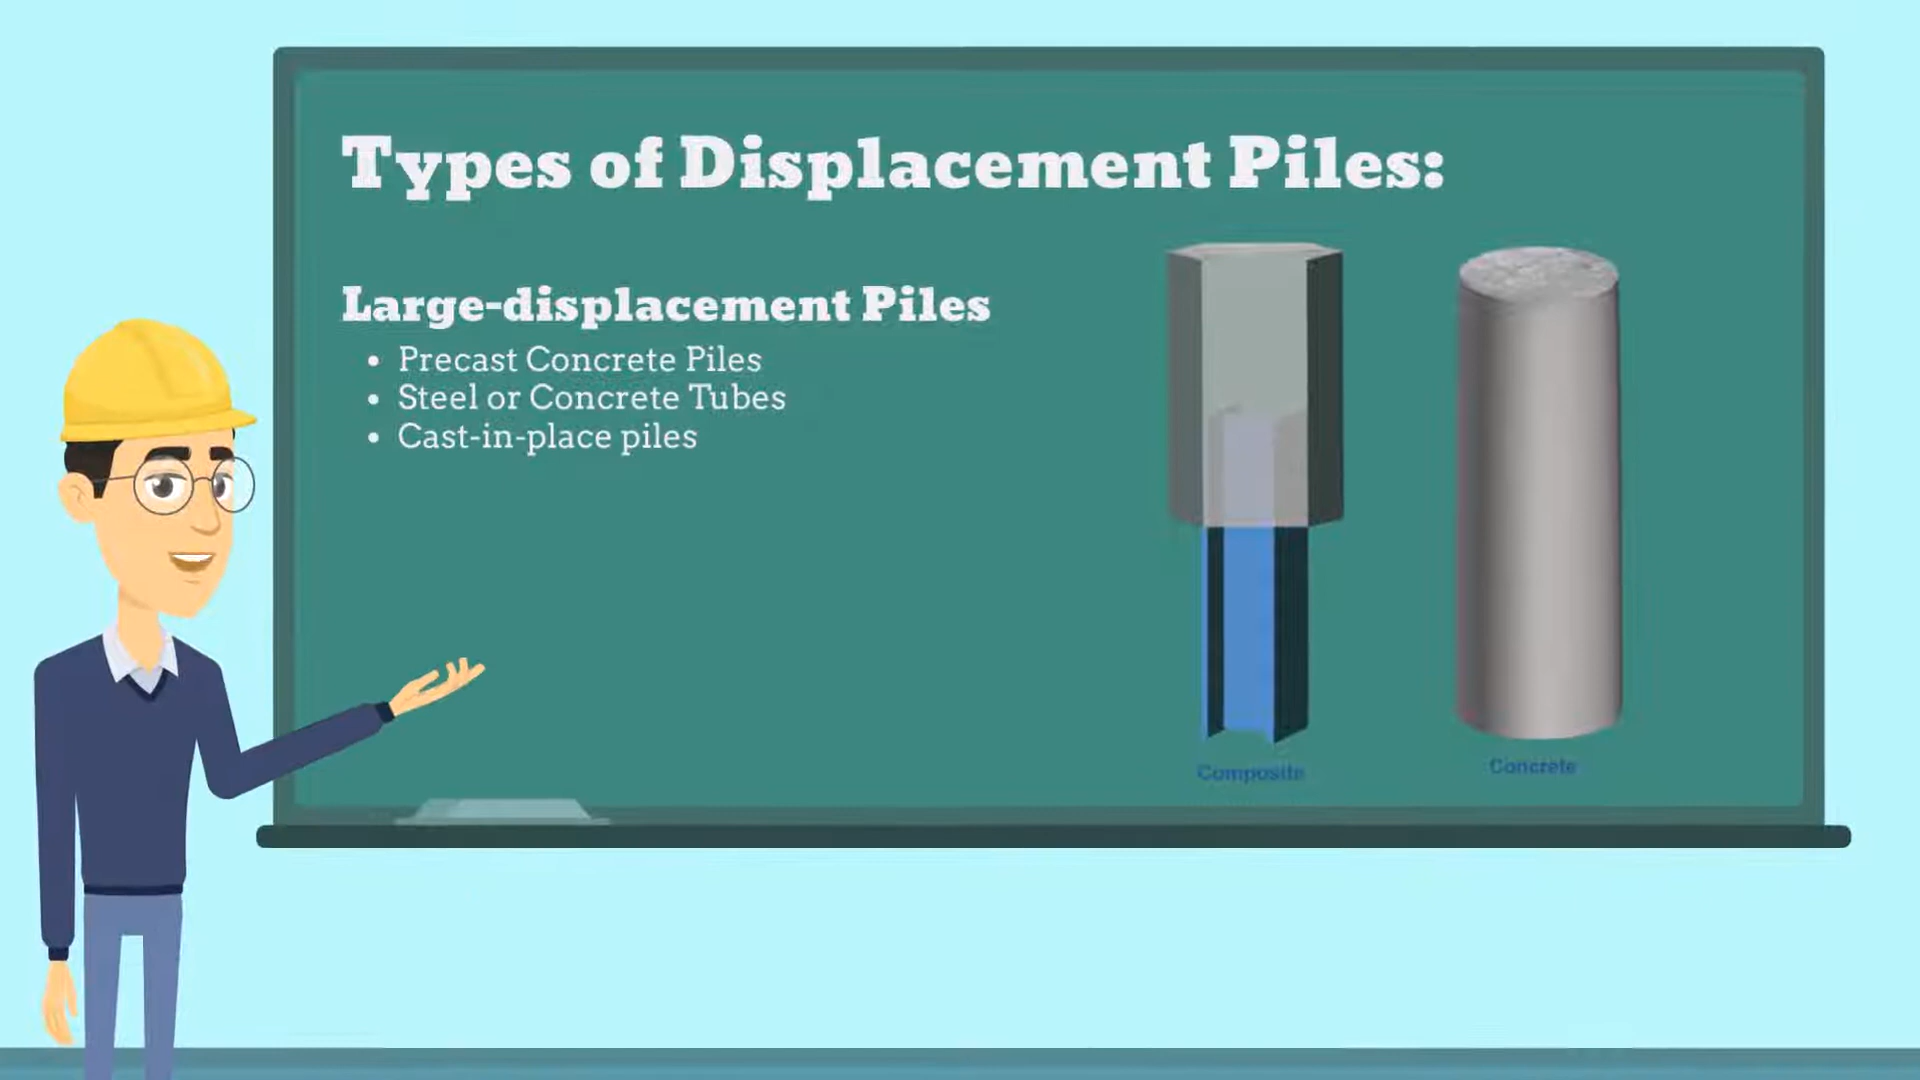 Types of Displacement Piles:
Large-displacement Piles
• Precast Concrete Piles
• Steel or Concrete Tubes
• Cast-in-place piles
Composite
Concrete